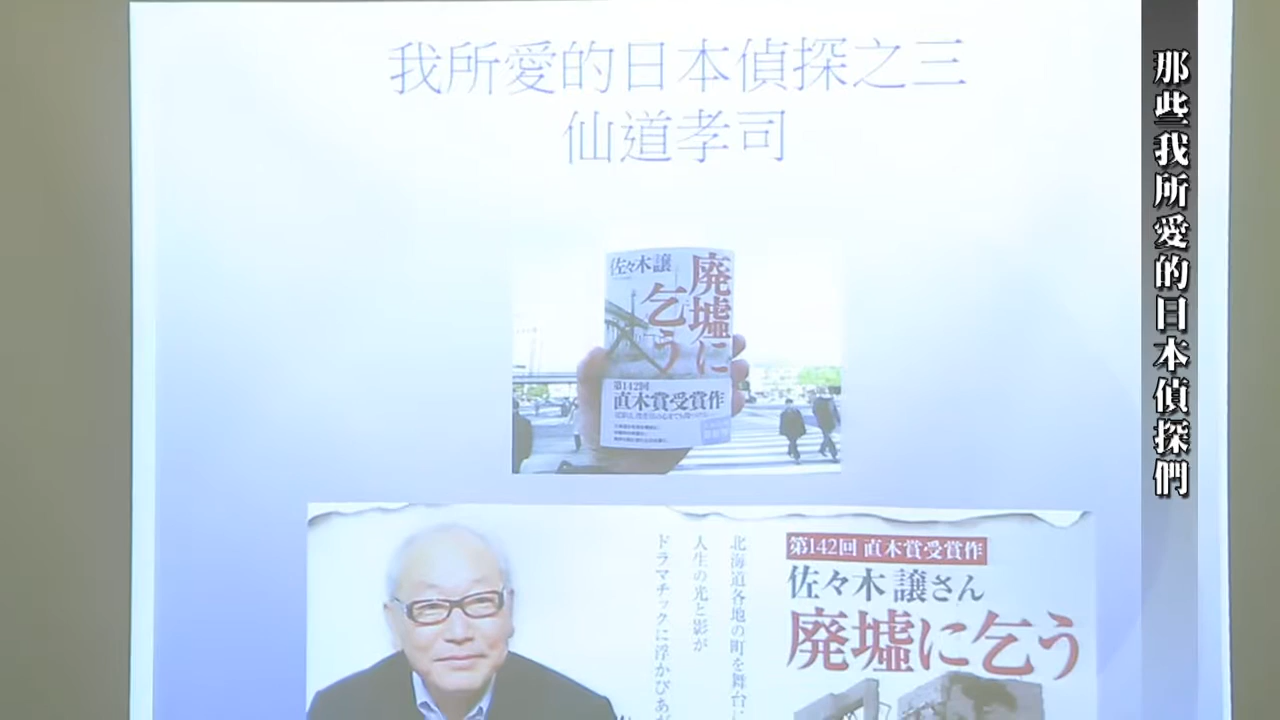 我所愛的日本偵探之三
仙道孝司
佐々木譲
廃墟に
乞う
第142回
直木賞受賞作
第142回 直木賞受賞作
佐々木 譲さん
廃墟に乞う
北海道各地の町を舞台に
人生の光と影が
ドラマチックに浮かびあが
那些我所愛的日本偵探們